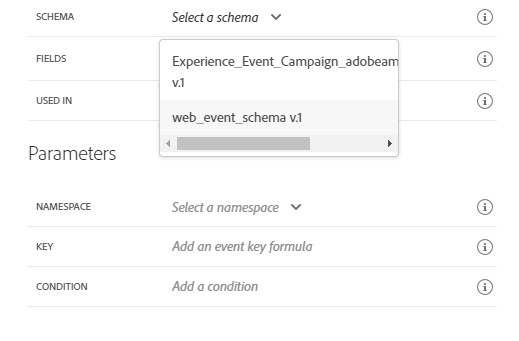 SCHEMA Select a schema
FIELDS
Experience_Event_Campaign_adobeam
v.1
USED IN
web_event_schema v.1
Parameters
NAMESPACE Select a namespace
KEY Add an event key formula
CONDITION Add a condition